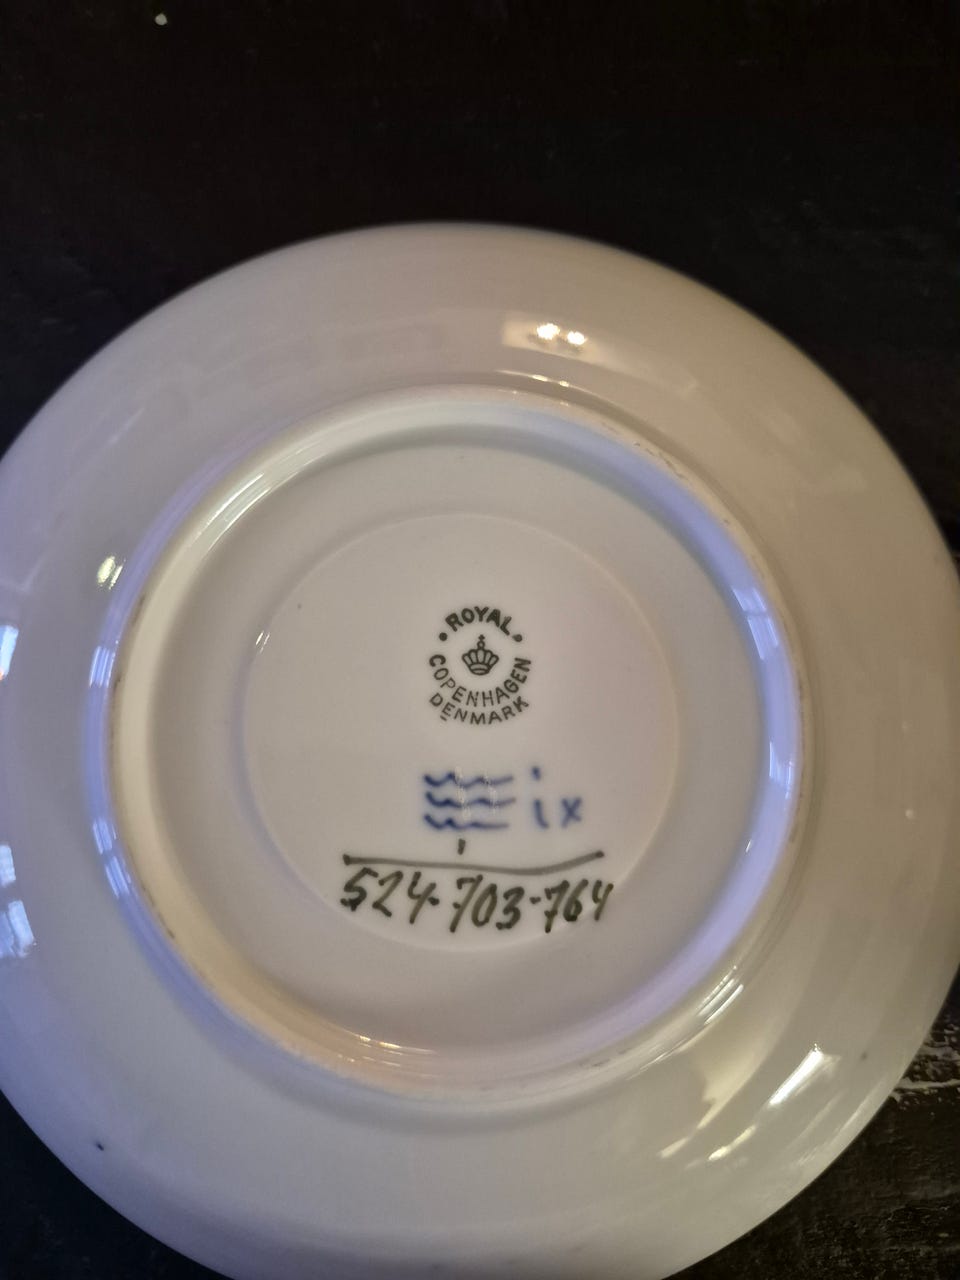 ROYAL
COPENHAGEN
DENMARK
ix
524-703-764